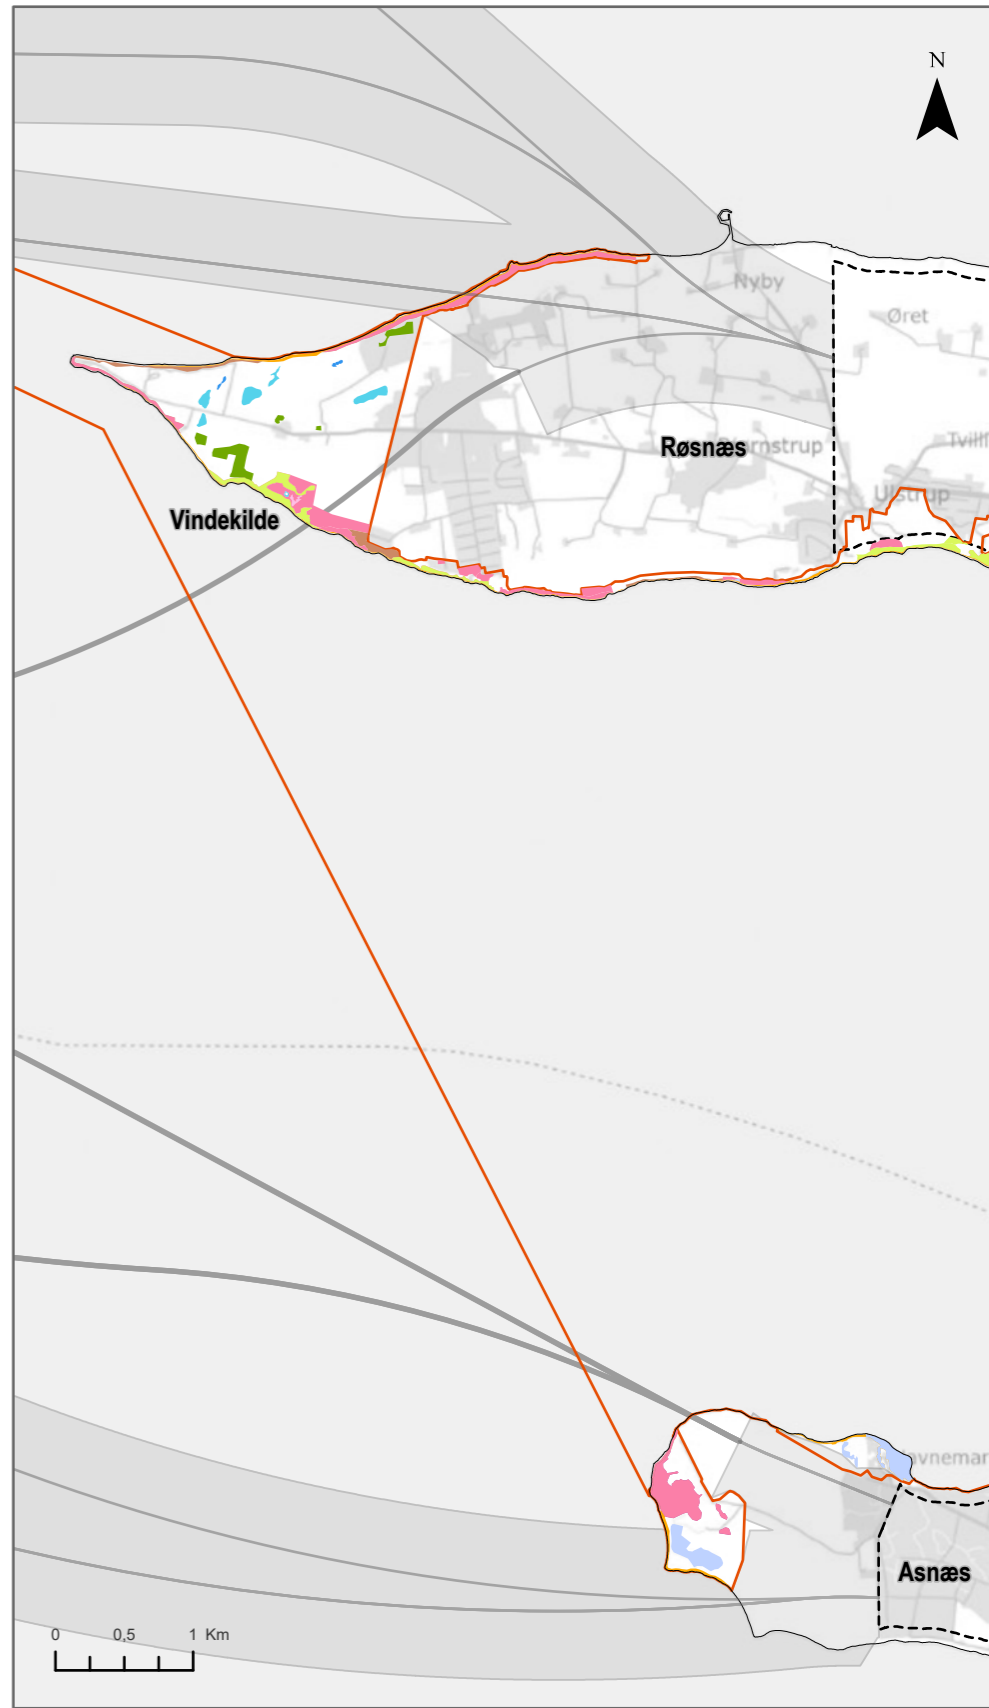 N
Nyby
Øret
Røsnæs
Tvilli
Ulstrup
Vindekilde
Asnæs
0 0,5 1 Km